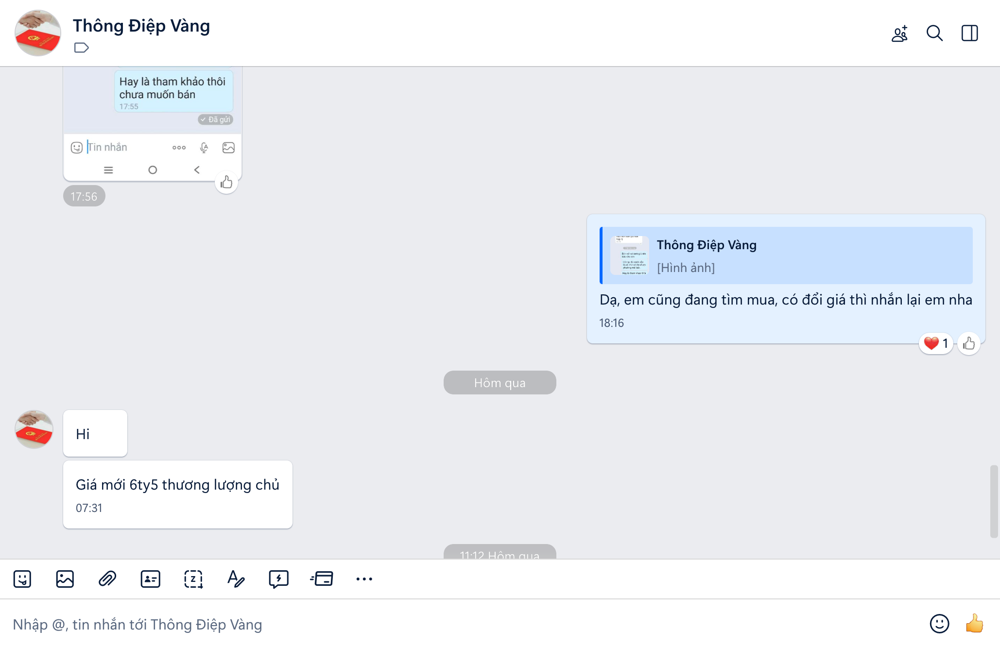 Thông Điệp Vàng
Hay là tham khảo thôi
chưa muốn bán
17:55
Đã gửi
Tin nhắn
17:56
Thông Điệp Vàng
[Hình ảnh]
Dạ, em cũng đang tìm mua, có đổi giá thì nhắn lại em nha
18:16
1
Hôm qua
Hi
Giá mới 6ty5 thương lượng chủ
07:31
11:12 Hôm qua
Nhập @, tin nhắn tới Thông Điệp Vàng